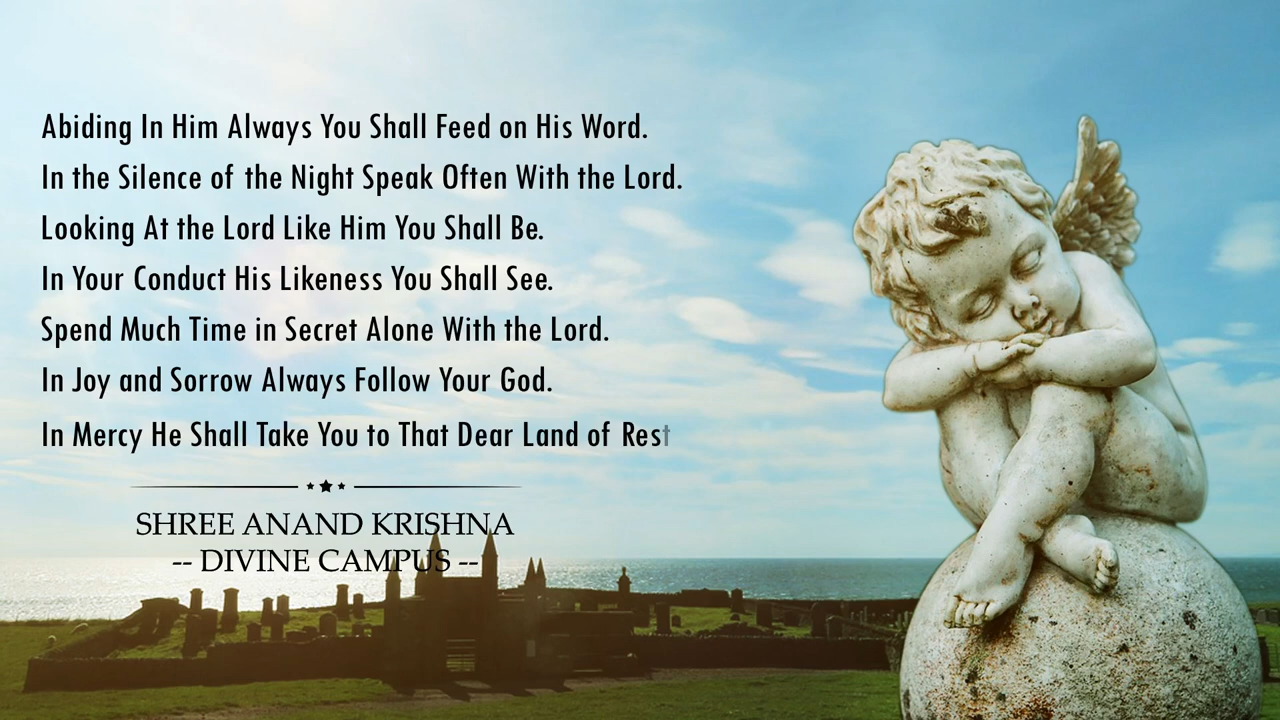 Abiding In Him Always You Shall Feed on His Word.
In the Silence of the Night Speak Often With the Lord.
Looking At the Lord Like Him You Shall Be.
In Your Conduct His Likeness You Shall See.
Spend Much Time in Secret Alone With the Lord.
In Joy and Sorrow Always Follow Your God.
In Mercy He Shall Take You to That Dear Land of Rest
SHREE ANAND KRISHNA
-- DIVINE CAMPUS --